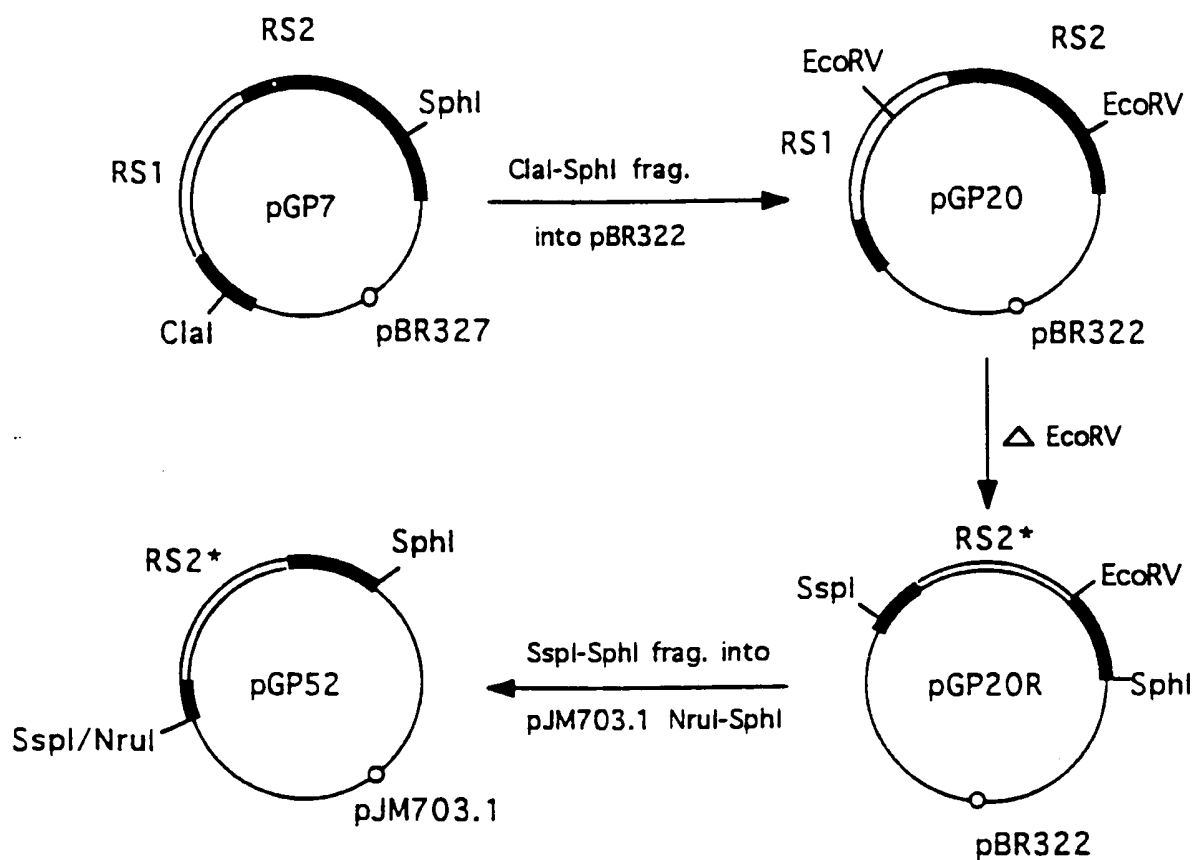 RS2
SphI
RS1
pGP7
ClaI
pBR327
ClaI-SphI frag.
into pBR322
RS2
EcoRV
EcoRV
RS1
pGP20
pBR322
△ EcoRV
RS2*
SspI
EcoRV
pGP20R
SphI
pBR322
SspI-SphI frag. into
pJM703.1 NruI-SphI
RS2*
SphI
pGP52
SspI/NruI
pJM703.1